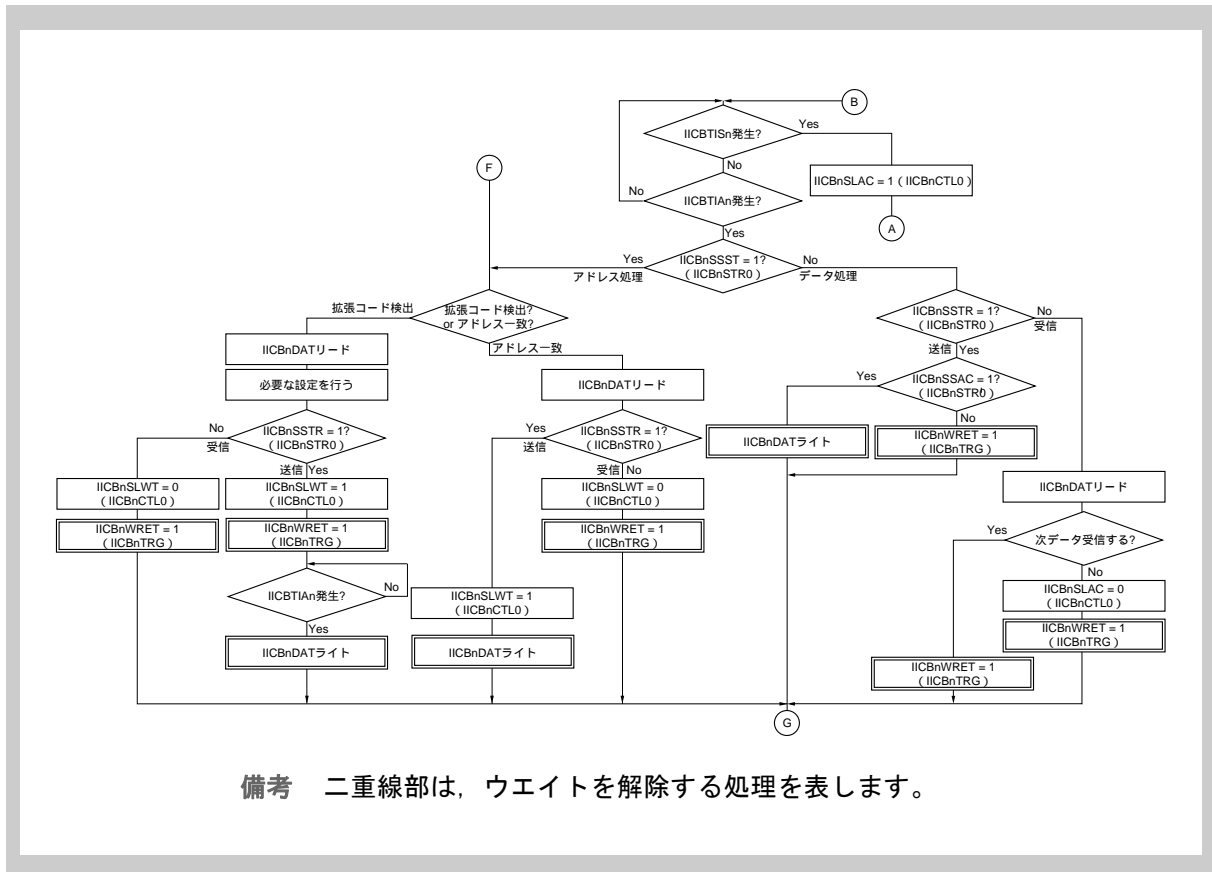 B
IICBTISn発生?
Yes
No
IICBnSLAC = 1 ( IICBnCTL0)
A
F
IICBTIAn発生?
No
Yes
IICBnSSST = 1?
( IICBnSTR0 )
Yes
アドレス処理
No
データ処理
拡張コード検出?
or アドレス一致?
拡張コード検出
アドレス一致
IICBnDATリード
必要な設定を行う
IICBnSSTR = 1?
( IICBnSTR0 )
No
受信
送信 Yes
IICBnSLWT = 0
( IICBnCTL0 )
IICBnWRET = 1
( IICBnTRG )
IICBnSLWT = 1
( IICBnCTL0 )
IICBnWRET = 1
( IICBnTRG )
IICBTIAn発生?
No
Yes
IICBnDATライト
IICBnDATリード
IICBnSSTR = 1?
( IICBnSTR0 )
Yes
送信
受信 No
IICBnSLWT = 1
( IICBnCTL0 )
IICBnDATライト
IICBnSLWT = 0
( IICBnCTL0 )
IICBnWRET = 1
( IICBnTRG )
IICBnSSTR = 1?
( IICBnSTR0 )
No
受信
送信 Yes
IICBnSSAC = 1?
( IICBnSTR0 )
Yes
No
IICBnDATライト
IICBnWRET = 1
( IICBnTRG )
IICBnDATリード
次データ受信する?
Yes
No
IICBnSLAC = 0
( IICBnCTL0 )
IICBnWRET = 1
( IICBnTRG )
IICBnWRET = 1
( IICBnTRG )
G
備考 二重線部は，ウエイトを解除する処理を表します。